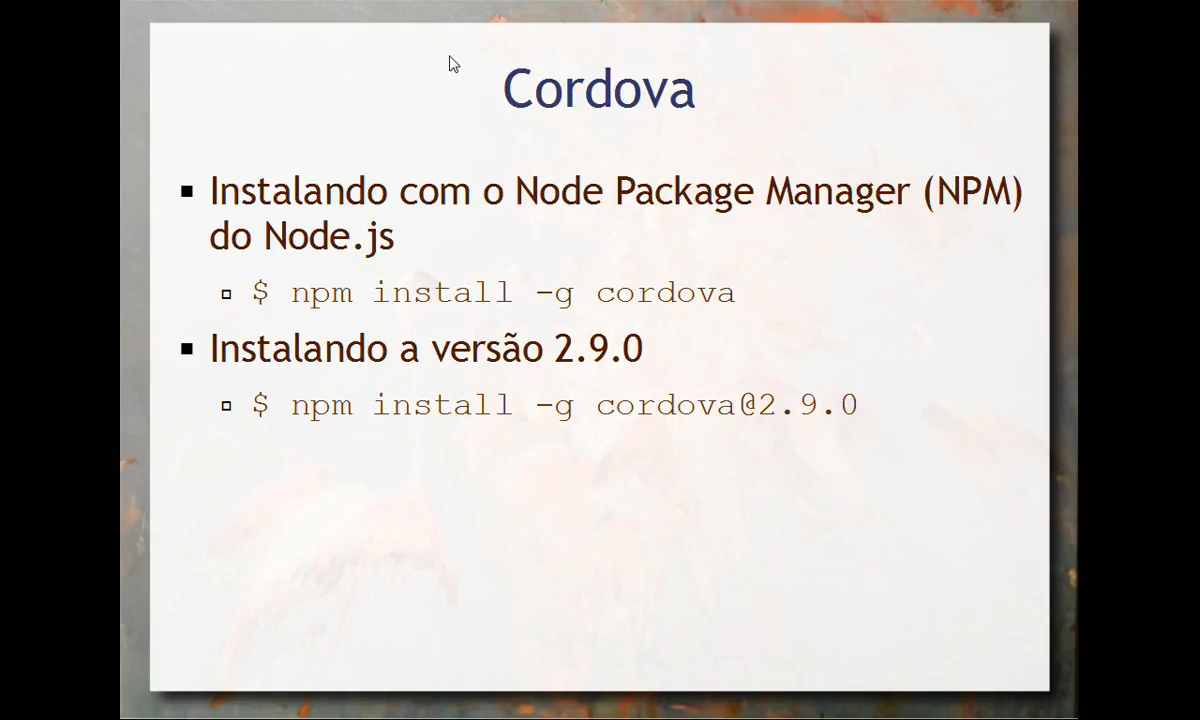 Cordova
Instalando com o Node Package Manager (NPM)
do Node.js
$ npm install -g cordova
Instalando a versão 2.9.0
$ npm install -g cordova@2.9.0